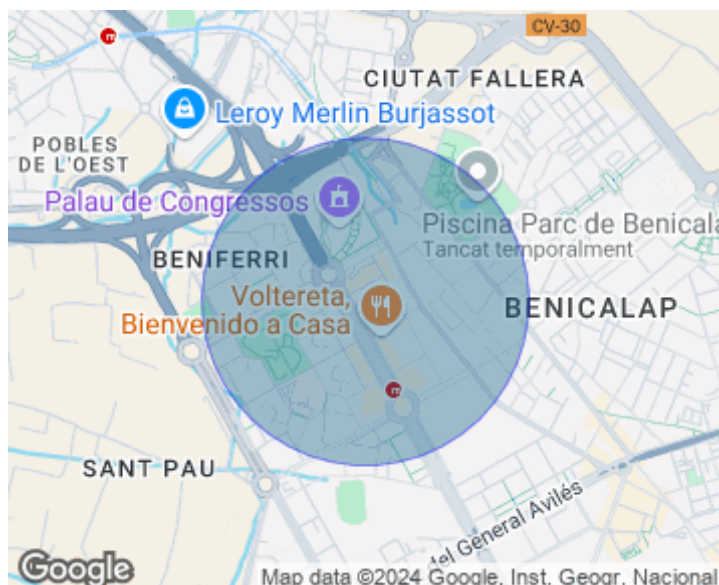 CV-30
CIUTAT FALLERA
Leroy Merlin Burjassot
POBLES
DE L'OEST
Palau de Congressos
Piscina Parc de Benicala
Tancat temporalment
BENIFERRI
Voltereta,
Bienvenido a Casa
BENICALAP
SANT PAU
del General Avilés
Google
Map data ©2024 Google, Inst. Geogr. Nacional